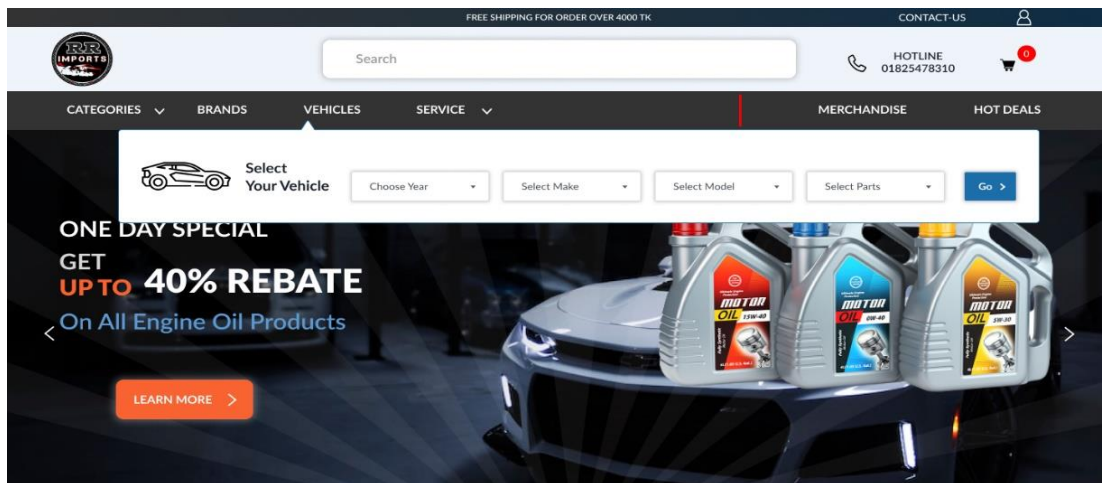 FREE SHIPPING FOR ORDER OVER 4000 TK
CONTACT-US
RR
IMPORTS
Search
HOTLINE
01825478310
0
CATEGORIES
BRANDS
VEHICLES
SERVICE
MERCHANDISE
HOT DEALS
Select
Your Vehicle
Choose Year
Select Make
Select Model
Select Parts
Go
ONE DAY SPECIAL
GET
UP TO 40% REBATE
On All Engine Oil Products
LEARN MORE
MOTOR
OIL 15W-40
MOTOR
OIL 0W-40
MOTOR
OIL 5W-30